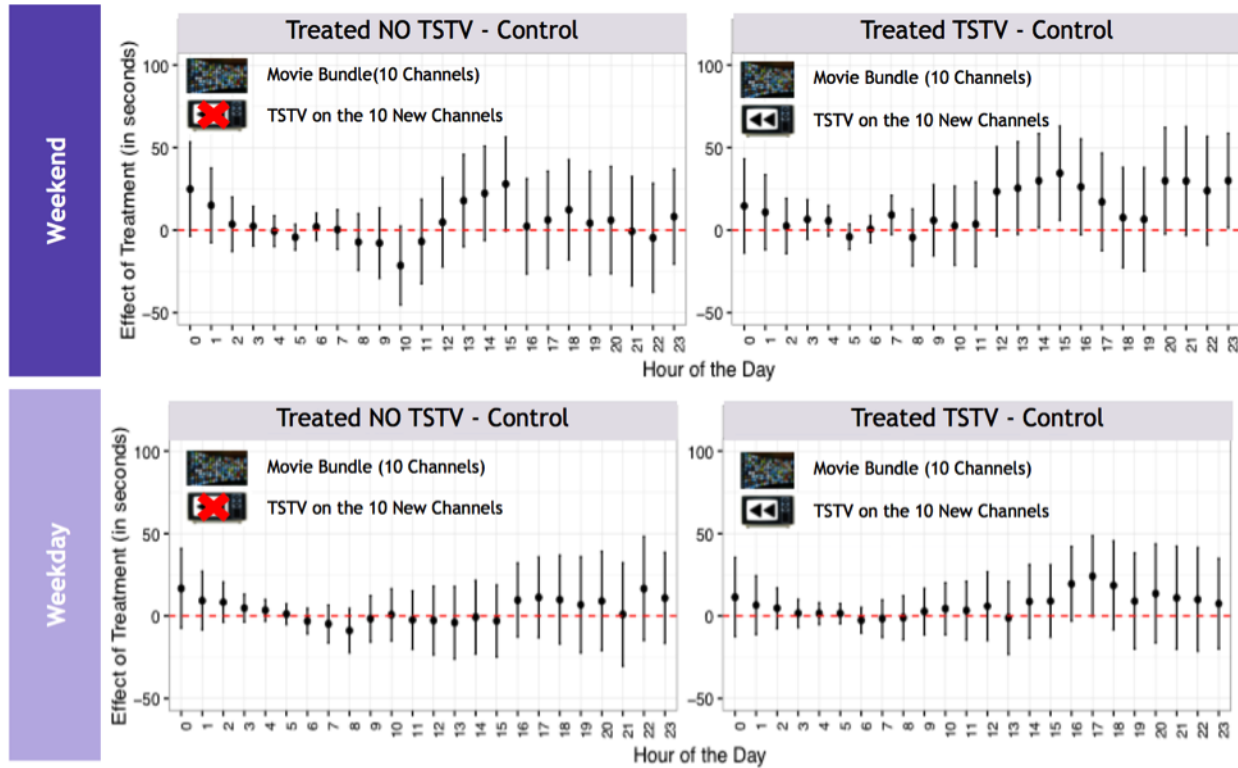 Weekend
Treated NO TSTV - Control
Treated TSTV - Control
Effect of Treatment (in seconds)
100
50
0
−50
Movie Bundle(10 Channels)
TSTV on the 10 New Channels
Movie Bundle (10 Channels)
TSTV on the 10 New Channels
0 1 2 3 4 5 6 7 8 9 10 11 12 13 14 15 16 17 18 19 20 21 22 23
0 1 2 3 4 5 6 7 8 9 10 11 12 13 14 15 16 17 18 19 20 21 22 23
Hour of the Day
Weekday
Treated NO TSTV - Control
Treated TSTV - Control
Effect of Treatment (in seconds)
100
50
0
−50
Movie Bundle (10 Channels)
TSTV on the 10 New Channels
100
50
0
−50
Movie Bundle (10 Channels)
TSTV on the 10 New Channels
0 1 2 3 4 5 6 7 8 9 10 11 12 13 14 15 16 17 18 19 20 21 22 23
0 1 2 3 4 5 6 7 8 9 10 11 12 13 14 15 16 17 18 19 20 21 22 23
Hour of the Day